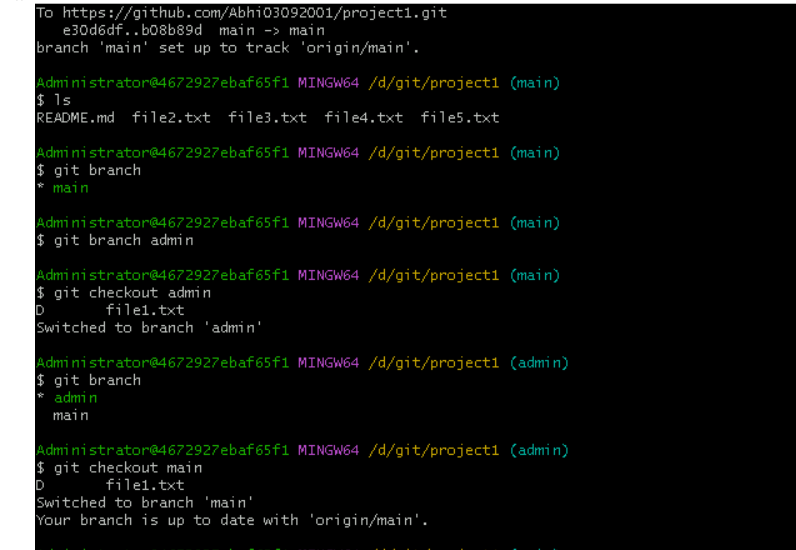 To https://github.com/Abhi03092001/project1.git
   e30d6df..b08b89d  main -> main
branch 'main' set up to track 'origin/main'.

Administrator@4672927ebaf65f1 MINGW64 /d/git/project1 (main)
$ ls
README.md  file2.txt  file3.txt  file4.txt  file5.txt

Administrator@4672927ebaf65f1 MINGW64 /d/git/project1 (main)
$ git branch
* main

Administrator@4672927ebaf65f1 MINGW64 /d/git/project1 (main)
$ git branch admin

Administrator@4672927ebaf65f1 MINGW64 /d/git/project1 (main)
$ git checkout admin
D       file1.txt
Switched to branch 'admin'

Administrator@4672927ebaf65f1 MINGW64 /d/git/project1 (admin)
$ git branch
* admin
  main

Administrator@4672927ebaf65f1 MINGW64 /d/git/project1 (admin)
$ git checkout main
D       file1.txt
Switched to branch 'main'
Your branch is up to date with 'origin/main'.